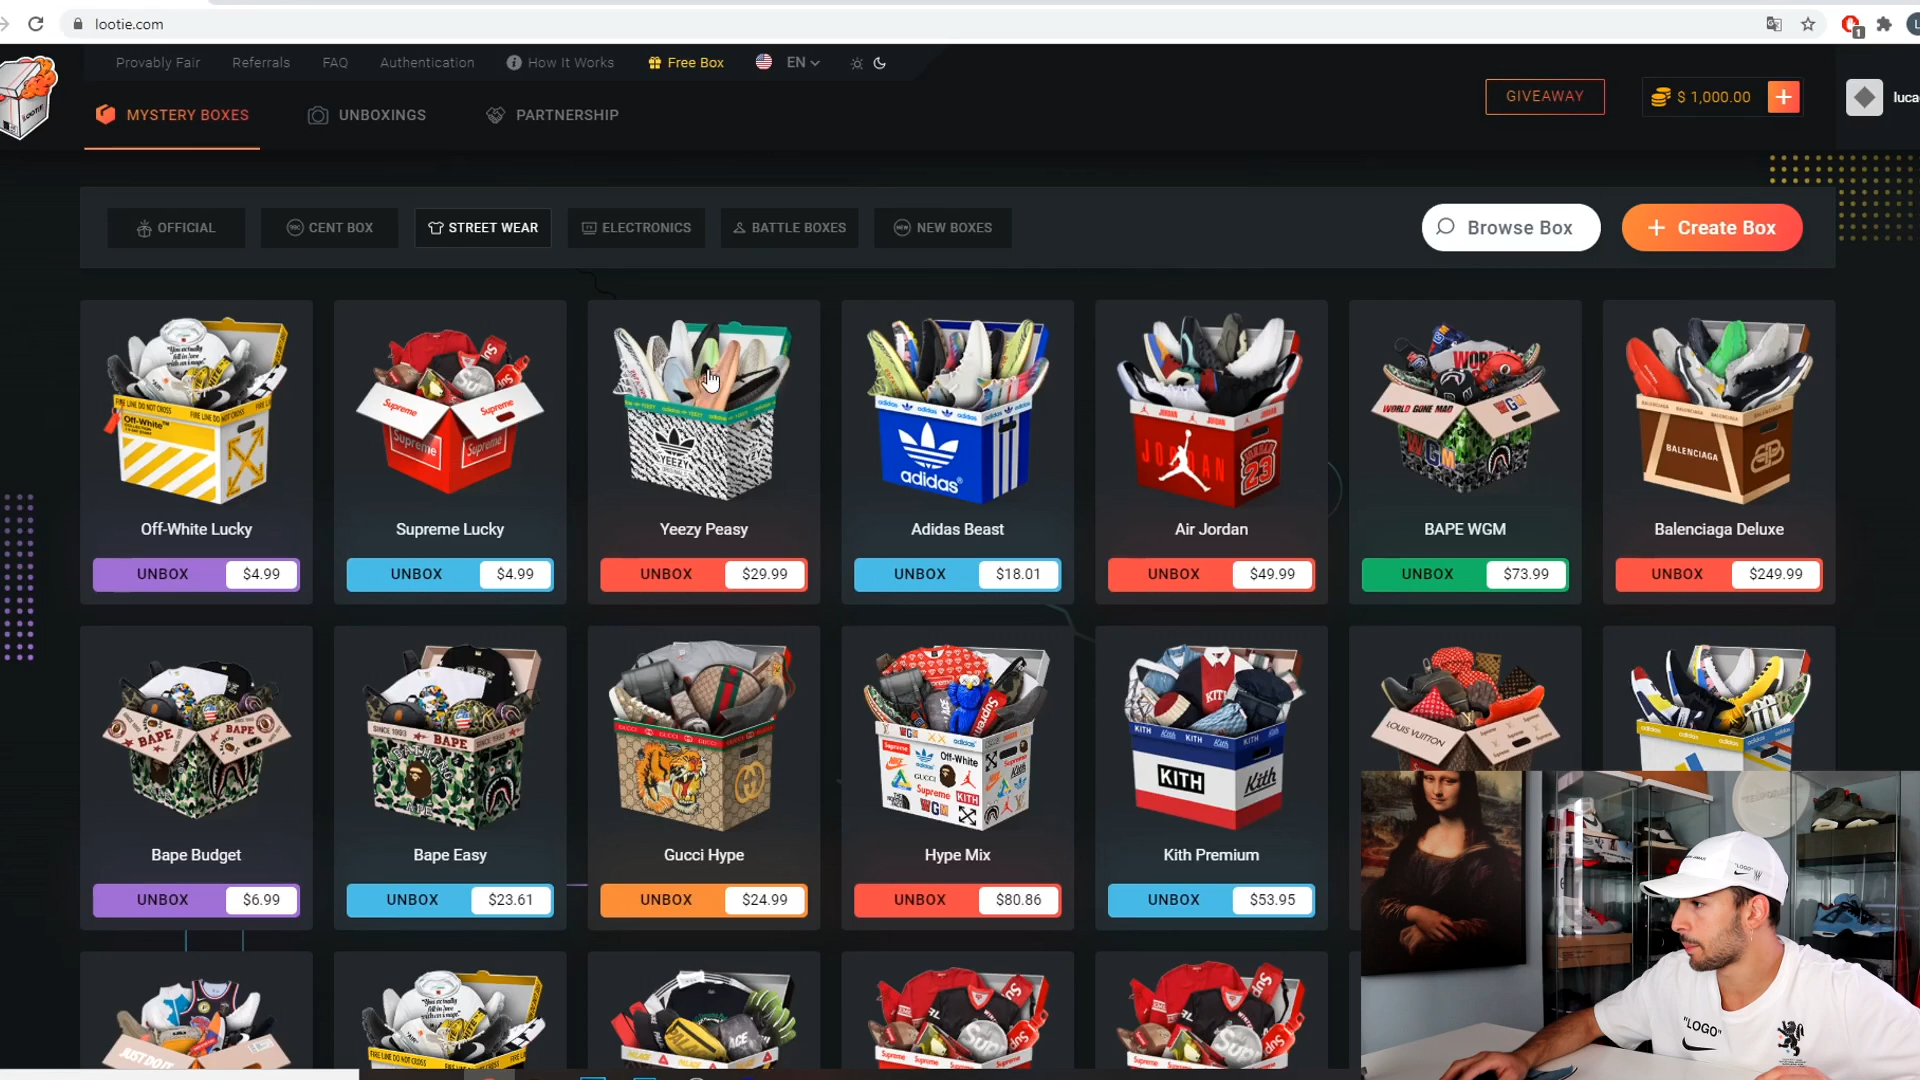 lootie.com
Provably Fair Referrals FAQ Authentication How It Works Free Box EN
MYSTERY BOXES UNBOXINGS PARTNERSHIP
GIVEAWAY $ 1,000.00 luca
OFFICIAL CENT BOX STREET WEAR ELECTRONICS BATTLE BOXES NEW BOXES
Browse Box + Create Box
Off-White Lucky Supreme Lucky Yeezy Peasy Adidas Beast Air Jordan BAPE WGM Balenciaga Deluxe
UNBOX $4.99 UNBOX $4.99 UNBOX $29.99 UNBOX $18.01 UNBOX $49.99 UNBOX $73.99 UNBOX $249.99
Bape Budget Bape Easy Gucci Hype Hype Mix Kith Premium
UNBOX $6.99 UNBOX $23.61 UNBOX $24.99 UNBOX $80.86 UNBOX $53.95
"LOGO"